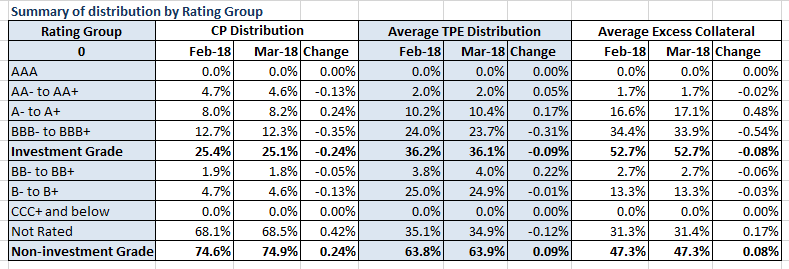 Summary of distribution by Rating Group
Rating Group CP Distribution Average TPE Distribution Average Excess Collateral
0 Feb-18 Mar-18 Change Feb-18 Mar-18 Change Feb-18 Mar-18 Change
AAA 0.0% 0.0% 0.00% 0.0% 0.0% 0.00% 0.0% 0.0% 0.00%
AA- to AA+ 4.7% 4.6% -0.13% 2.0% 2.0% 0.05% 1.7% 1.7% -0.02%
A- to A+ 8.0% 8.2% 0.24% 10.2% 10.4% 0.17% 16.6% 17.1% 0.48%
BBB- to BBB+ 12.7% 12.3% -0.35% 24.0% 23.7% -0.31% 34.4% 33.9% -0.54%
Investment Grade 25.4% 25.1% -0.24% 36.2% 36.1% -0.09% 52.7% 52.7% -0.08%
BB- to BB+ 1.9% 1.8% -0.05% 3.8% 4.0% 0.22% 2.7% 2.7% -0.06%
B- to B+ 4.7% 4.6% -0.13% 25.0% 24.9% -0.01% 13.3% 13.3% -0.03%
CCC+ and below 0.0% 0.0% 0.00% 0.0% 0.0% 0.00% 0.0% 0.0% 0.00%
Not Rated 68.1% 68.5% 0.42% 35.1% 34.9% -0.12% 31.3% 31.4% 0.17%
Non-investment Grade 74.6% 74.9% 0.24% 63.8% 63.9% 0.09% 47.3% 47.3% 0.08%